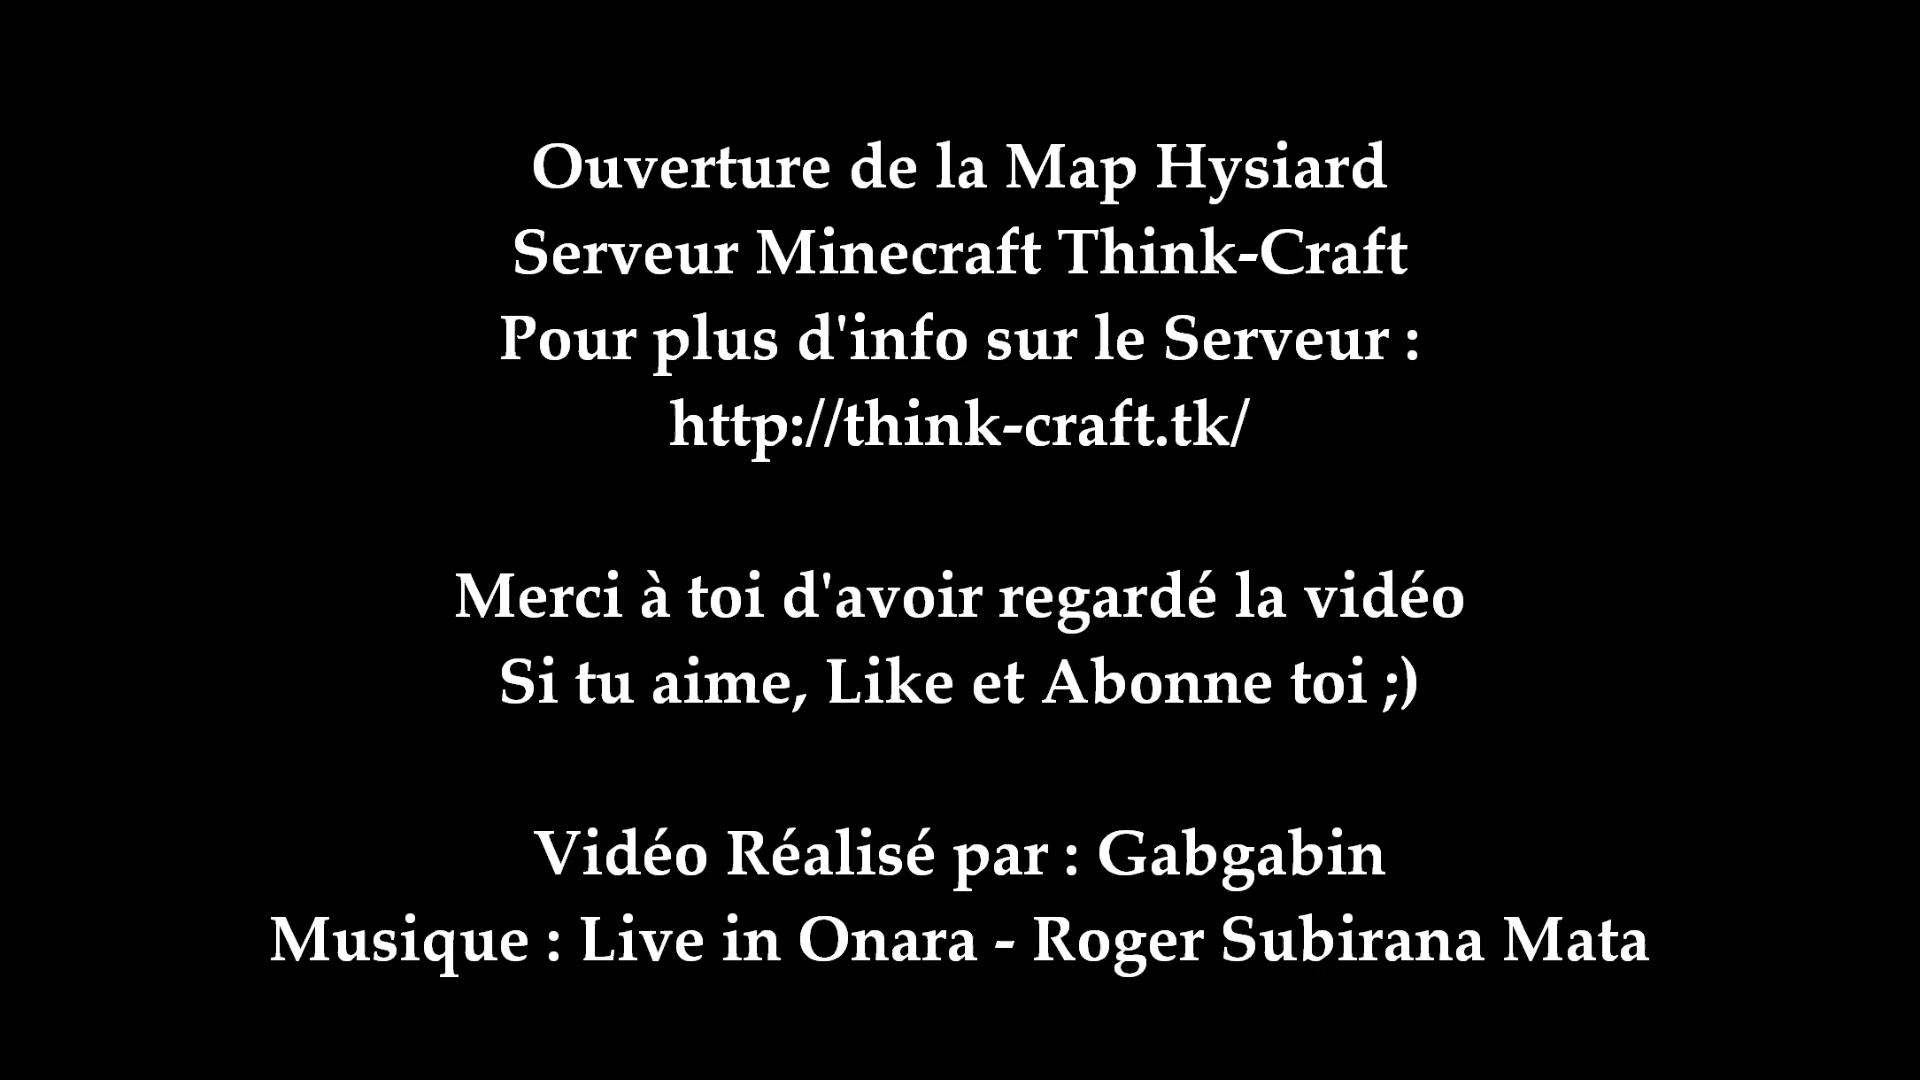 Ouverture de la Map Hysiard
Serveur Minecraft Think-Craft
Pour plus d'info sur le Serveur :
http://think-craft.tk/
Merci à toi d'avoir regardé la vidéo
Si tu aime, Like et Abonne toi ;)
Vidéo Réalisé par : Gabgabin
Musique : Live in Onara - Roger Subirana Mata